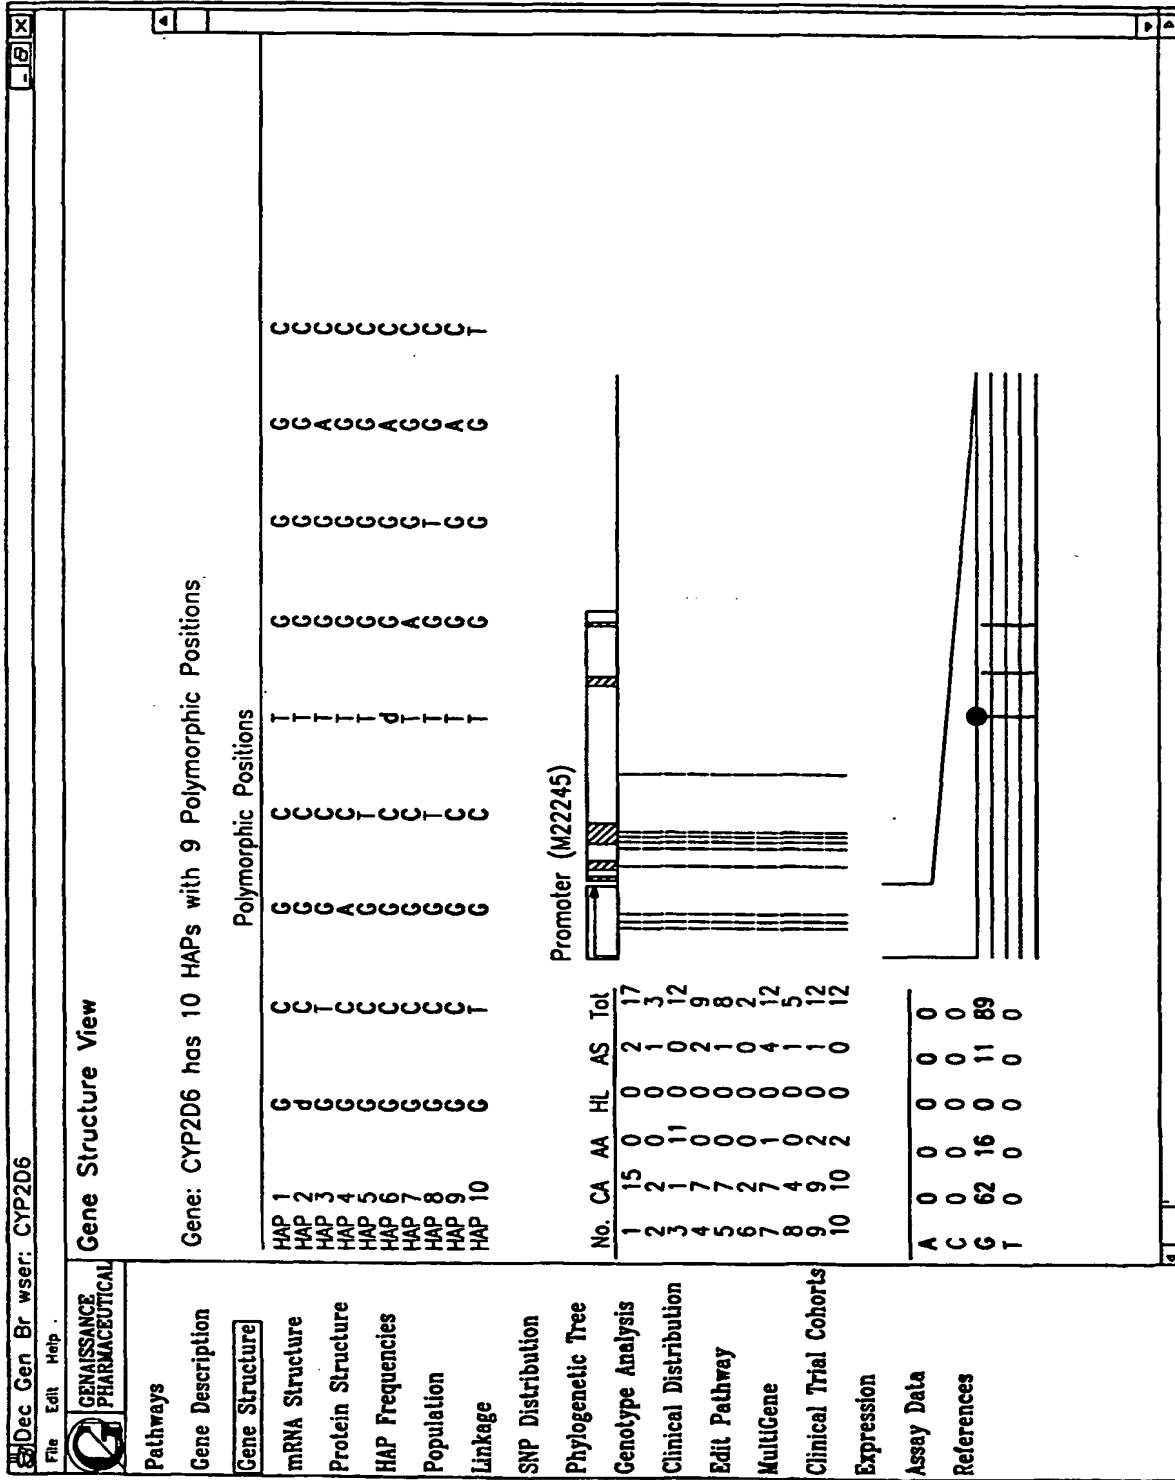 Dec Gen Br wser: CYP2D6
File Edit Help
GENAISSANCE
PHARMACEUTICAL
Pathways
Gene Description
Gene Structure
mRNA Structure
Protein Structure
HAP Frequencies
Population
Linkage
SNP Distribution
Phylogenetic Tree
Genotype Analysis
Clinical Distribution
Edit Pathway
MultiGene
Clinical Trial Cohorts
Expression
Assay Data
References
Gene Structure View
Gene: CYP2D6 has 10 HAPs with 9 Polymorphic Positions
Polymorphic Positions
HAP 1 G C G C T G G G C
HAP 2 d C G C T G G G C
HAP 3 G T G C T G G A C
HAP 4 G C A C T G G G C
HAP 5 G C G T T G G G C
HAP 6 G C G C d G G A C
HAP 7 G C G C T A G G C
HAP 8 G C G T T G T G C
HAP 9 G C G C T G G A C
HAP 10 G T G C T G G G T
Promoter (M22245)
No. CA AA HL AS Tot
1 15 0 0 2 17
2 2 0 0 1 3
3 1 11 0 0 12
4 7 0 0 2 9
5 7 0 0 1 8
6 2 0 0 0 2
7 7 1 0 4 12
8 4 0 0 1 5
9 9 2 0 1 12
10 10 2 0 0 12
A 0 0 0 0 0
C 0 0 0 0 0
G 62 16 0 11 89
T 0 0 0 0 0